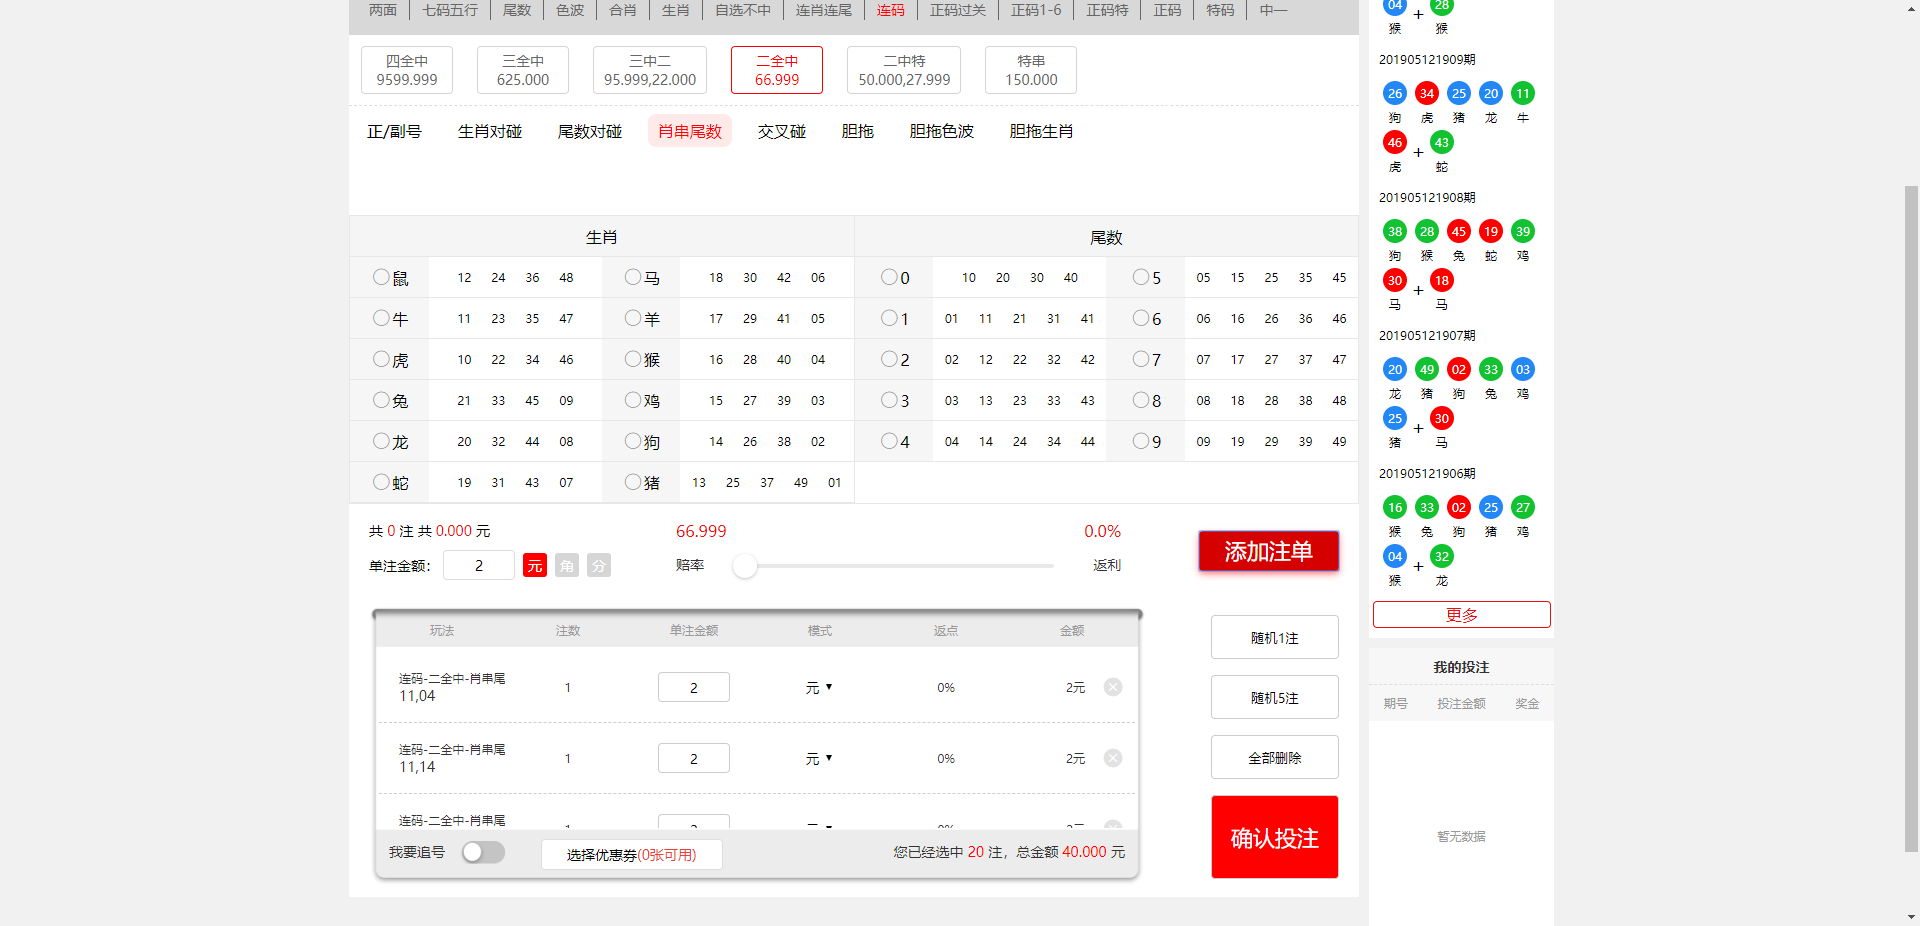 两面 七码五行 尾数 色波 合肖 生肖 自选不中 连肖连尾 连码 正码过关 正码1-6 正码特 正码 特码 中一
四全中 三全中 三中二 二全中 二中特 特串
9599.999 625.000 95.999,22.000 66.999 50.000,27.999 150.000
正/副号 生肖对碰 尾数对碰 肖串尾数 交叉碰 胆拖 胆拖色波 胆拖生肖
生肖 尾数
鼠 12 24 36 48 马 18 30 42 06 0 10 20 30 40 5 05 15 25 35 45
牛 11 23 35 47 羊 17 29 41 05 1 01 11 21 31 41 6 06 16 26 36 46
虎 10 22 34 46 猴 16 28 40 04 2 02 12 22 32 42 7 07 17 27 37 47
兔 21 33 45 09 鸡 15 27 39 03 3 03 13 23 33 43 8 08 18 28 38 48
龙 20 32 44 08 狗 14 26 38 02 4 04 14 24 34 44 9 09 19 29 39 49
蛇 19 31 43 07 猪 13 25 37 49 01
共 0 注 共 0.000 元 66.999 0.0%
单注金额: 2 元 角 分 赔率 返利
添加注单
玩法 注数 单注金额 模式 返点 金额
连码-二全中-肖串尾
11,04 1 2 元 0% 2元
连码-二全中-肖串尾
11,14 1 2 元 0% 2元
连码-二全中-肖串尾
我要追号 选择优惠券(0张可用) 您已经选中 20 注，总金额 40.000 元
随机1注
随机5注
全部删除
确认投注
04 + 28
猴 猴
201905121909期
26 34 25 20 11
狗 虎 猪 龙 牛
46 + 43
虎 蛇
201905121908期
38 28 45 19 39
狗 猴 兔 蛇 鸡
30 + 18
马 马
201905121907期
20 49 02 33 03
龙 猪 狗 兔 鸡
25 + 30
猪 马
201905121906期
16 33 02 25 27
猴 兔 狗 猪 鸡
04 + 32
猴 龙
更多
我的投注
期号 投注金额 奖金
暂无数据